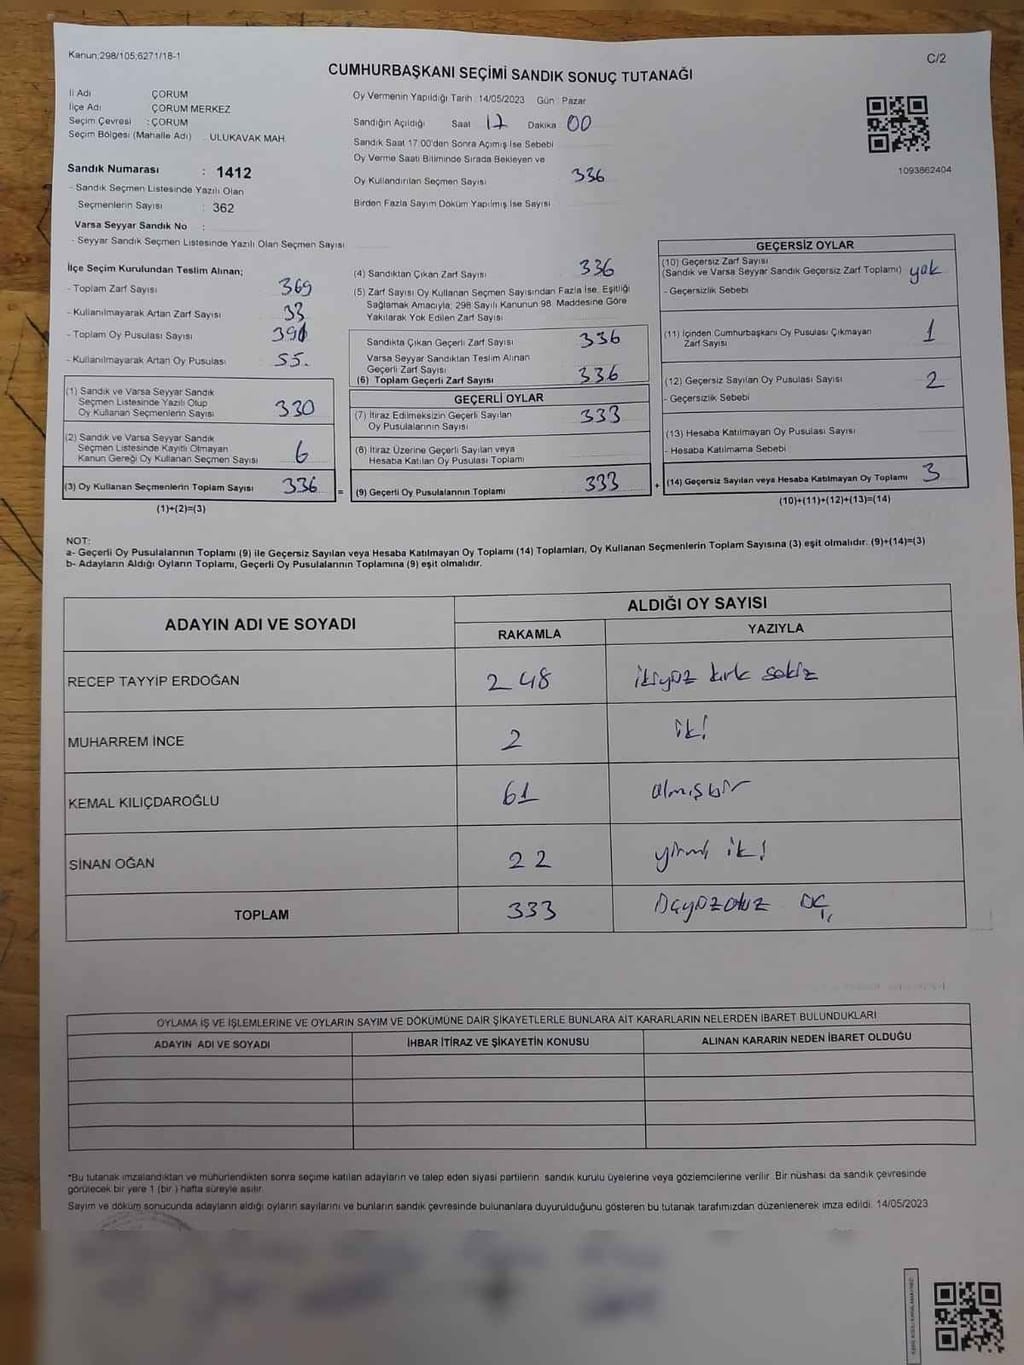 Kanun:298/105;6271/18-1
C/2
CUMHURBAŞKANI SEÇİMİ SANDIK SONUÇ TUTANAĞI
İl Adı ÇORUM
İlçe Adı ÇORUM MERKEZ
Seçim Çevresi : ÇORUM
Seçim Bölgesi (Mahalle Adı) ULUKAVAK MAH
Sandık Numarası : 1412
- Sandık Seçmen Listesinde Yazılı Olan
Seçmenlerin Sayısı : 362
Varsa Seyyar Sandık No :
- Seyyar Sandık Seçmen Listesinde Yazılı Olan Seçmen Sayısı
Oy Vermenin Yapıldığı Tarih : 14/05/2023 Gün : Pazar
Sandığın Açıldığı Saat 17 Dakika 00
Sandık Saat 17.00'den Sonra Açımış İse Sebebi
Oy Verme Saati Bitiminde Sırada Bekleyen ve
Oy Kullandırılan Seçmen Sayısı 336
Birden Fazla Sayım Döküm Yapılmış İse Sayısı
1093862404
İlçe Seçim Kurulundan Teslim Alınan;
- Toplam Zarf Sayısı 369
- Kullanılmayarak Artan Zarf Sayısı 33
- Toplam Oy Pusulası Sayısı 391
- Kullanılmayarak Artan Oy Pusulası 55.
(1) Sandık ve Varsa Seyyar Sandık
Seçmen Listesinde Yazılı Olup
Oy Kullanan Seçmenlerin Sayısı 330
(2) Sandık ve Varsa Seyyar Sandık
Seçmen Listesinde Kayıtlı Olmayan
Kanun Gereği Oy Kullanan Seçmen Sayısı 6
(3) Oy Kullanan Seçmenlerin Toplam Sayısı 336
(1)+(2)=(3)
(4) Sandıktan Çıkan Zarf Sayısı 336
(5) Zarf Sayısı Oy Kullanan Seçmen Sayısından Fazla İse, Eşitliği
Sağlamak Amacıyla; 298 Sayılı Kanunun 98. Maddesine Göre
Yakılarak Yok Edilen Zarf Sayısı
Sandıkta Çıkan Geçerli Zarf Sayısı 336
Varsa Seyyar Sandıktan Teslim Alınan
Geçerli Zarf Sayısı
(6) Toplam Geçerli Zarf Sayısı 336
GEÇERLİ OYLAR
(7) İtiraz Edilmeksizin Geçerli Sayılan
Oy Pusulalarının Sayısı 333
(8) İtiraz Üzerine Geçerli Sayılan veya
Hesaba Katılan Oy Pusulası Toplamı
= (9) Geçerli Oy Pusulalarının Toplamı 333
GEÇERSİZ OYLAR
(10) Geçersiz Zarf Sayısı
(Sandık ve Varsa Seyyar Sandık Geçersiz Zarf Toplamı) yok
- Geçersizlik Sebebi
(11) İçinden Cumhurbaşkanı Oy Pusulası Çıkmayan
Zarf Sayısı 1
(12) Geçersiz Sayılan Oy Pusulası Sayısı 2
- Geçersizlik Sebebi
(13) Hesaba Katılmayan Oy Pusulası Sayısı
- Hesaba Katılmama Sebebi
+ (14) Geçersiz Sayılan veya Hesaba Katılmayan Oy Toplamı 3
(10)+(11)+(12)+(13)=(14)
NOT:
a- Geçerli Oy Pusulalarının Toplamı (9) ile Geçersiz Sayılan veya Hesaba Katılmayan Oy Toplamı (14) Toplamları, Oy Kullanan Seçmenlerin Toplam Sayısına (3) eşit olmalıdır. (9)+(14)=(3)
b- Adayların Aldığı Oyların Toplamı, Geçerli Oy Pusulalarının Toplamına (9) eşit olmalıdır.
ADAYIN ADI VE SOYADI ALDIĞI OY SAYISI
RAKAMLA YAZIYLA
RECEP TAYYİP ERDOĞAN 248 ikiyüz kırk sekiz
MUHARREM İNCE 2 iki
KEMAL KILIÇDAROĞLU 61 altmışbir
SİNAN OĞAN 22 yirmi iki
TOPLAM 333 Üçyüzotuz üç
OYLAMA İŞ VE İŞLEMLERİNE VE OYLARIN SAYIM VE DÖKÜMÜNE DAİR ŞİKAYETLERLE BUNLARA AİT KARARLARIN NELERDEN İBARET BULUNDUKLARI
ADAYIN ADI VE SOYADI İHBAR İTİRAZ VE ŞİKAYETİN KONUSU ALINAN KARARIN NEDEN İBARET OLDUĞU
*Bu tutanak imzalandıktan ve mühürlendikten sonra seçime katılan adayların ve talep eden siyasi partilerin sandık kurulu üyelerine veya gözlemcilerine verilir. Bir nüshası da sandık çevresinde
görülecek bir yere 1 (bir ) hafta süreyle asılır.
Sayım ve döküm sonucunda adayların aldığı oyların sayılarını ve bunların sandık çevresinde bulunanlara duyurulduğunu gösteren bu tutanak tarafımızdan düzenlenerek imza edildi. 14/05/2023